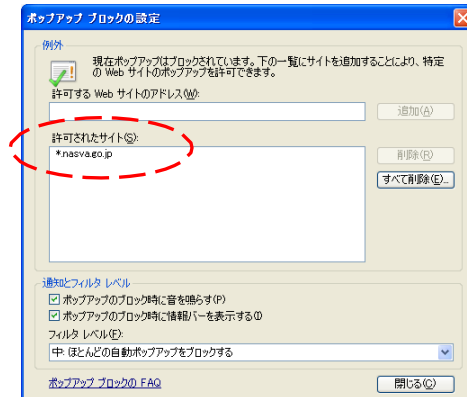 ポップアップ ブロックの設定
例外
現在ポップアップはブロックされています。下の一覧にサイトを追加することにより、特定
の Web サイトのポップアップを許可できます。
許可する Web サイトのアドレス(W):
追加(A)
許可されたサイト(S):
*.nasva.go.jp
削除(R)
すべて削除(E)...
通知とフィルタ レベル
ポップアップのブロック時に音を鳴らす(P)
ポップアップのブロック時に情報バーを表示する(I)
フィルタ レベル(F):
中: ほとんどの自動ポップアップをブロックする
ポップアップ ブロックの FAQ
閉じる(C)